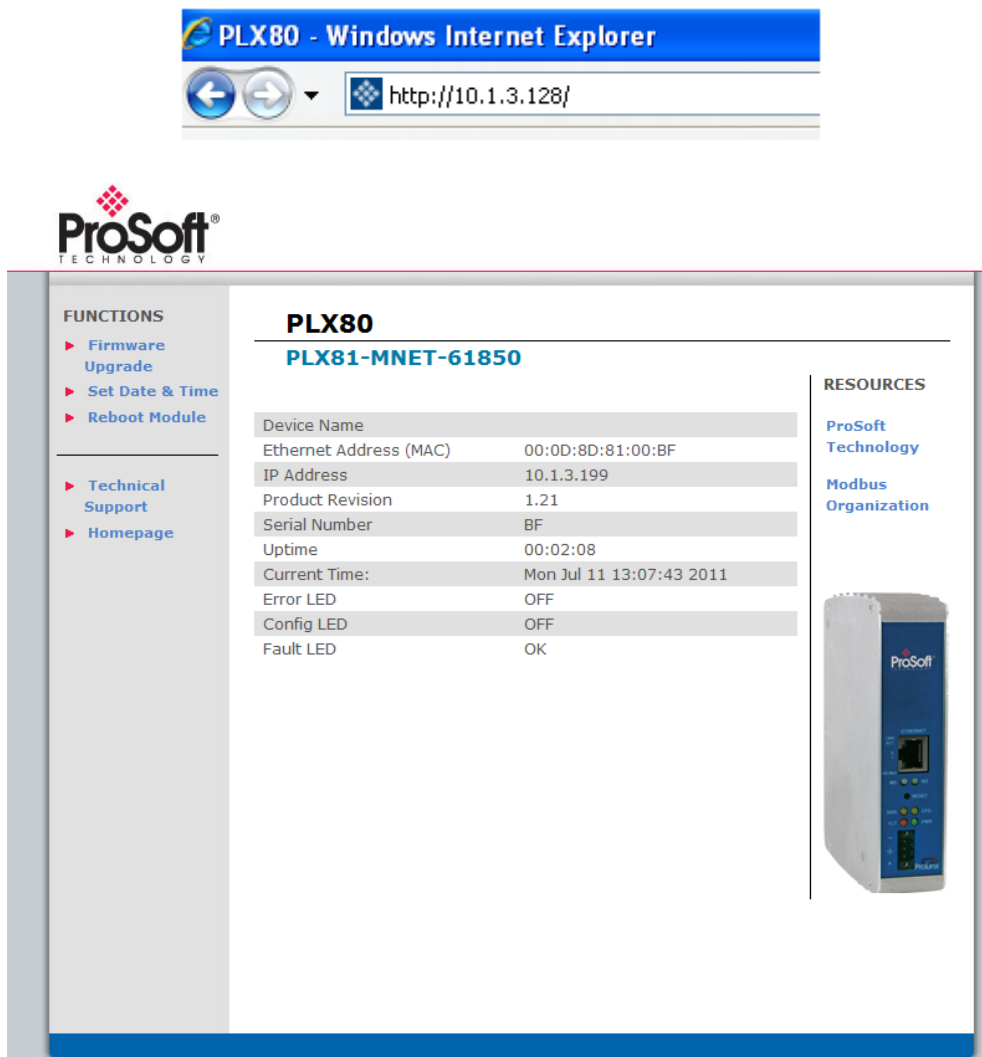 PLX80 - Windows Internet Explorer
http://10.1.3.128/
ProSoft®
TECHNOLOGY
FUNCTIONS
Firmware
Upgrade
Set Date & Time
Reboot Module
Technical
Support
Homepage
PLX80
PLX81-MNET-61850
Device Name
Ethernet Address (MAC) 00:0D:8D:81:00:BF
IP Address 10.1.3.199
Product Revision 1.21
Serial Number BF
Uptime 00:02:08
Current Time: Mon Jul 11 13:07:43 2011
Error LED OFF
Config LED OFF
Fault LED OK
RESOURCES
ProSoft
Technology
Modbus
Organization
ProSoft
ETHERNET
RESET
ProLinx